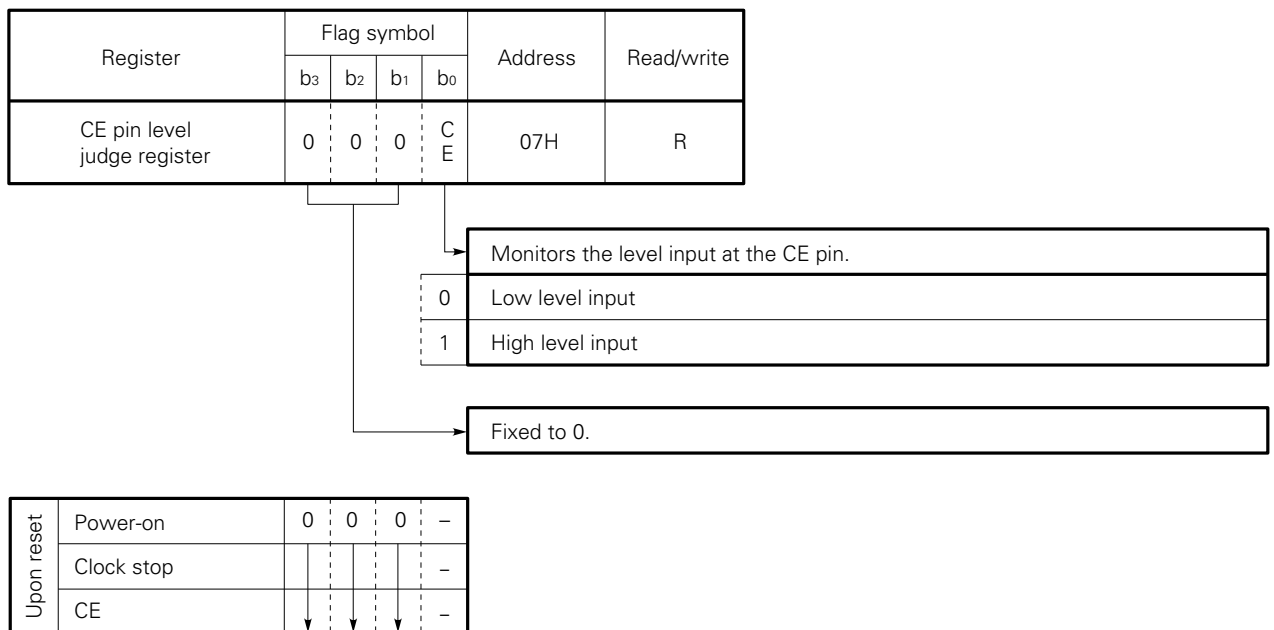 Register
Flag symbol
Address
Read/write
b3 b2 b1 b0
CE pin level
judge register
0 0 0 C
E
07H
R
Monitors the level input at the CE pin.
0 Low level input
1 High level input
Fixed to 0.
Upon reset
Power-on 0 0 0 –
Clock stop –
CE –